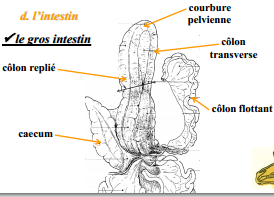 d. l'intestin
✓le gros intestin
courbure
pelvienne
côlon
transverse
côlon replié
côlon flottant
caecum